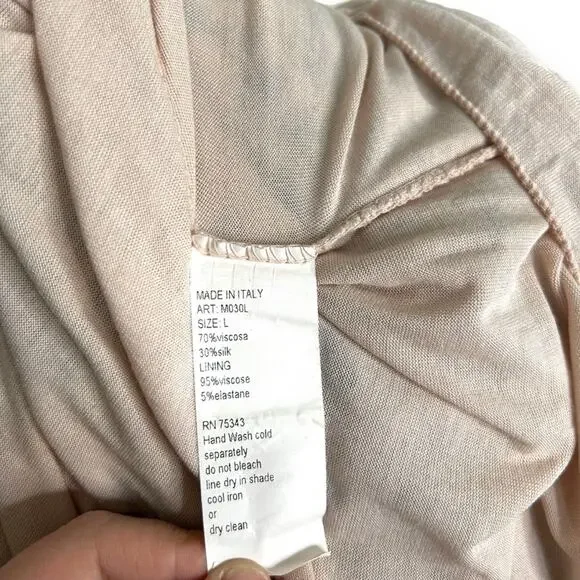 MADE IN ITALY
ART: M030L
SIZE: L
70%viscosa
30%silk
LINING
95%viscose
5%elastane
RN 75343
Hand Wash cold
separately
do not bleach
line dry in shade
cool iron
or
dry clean